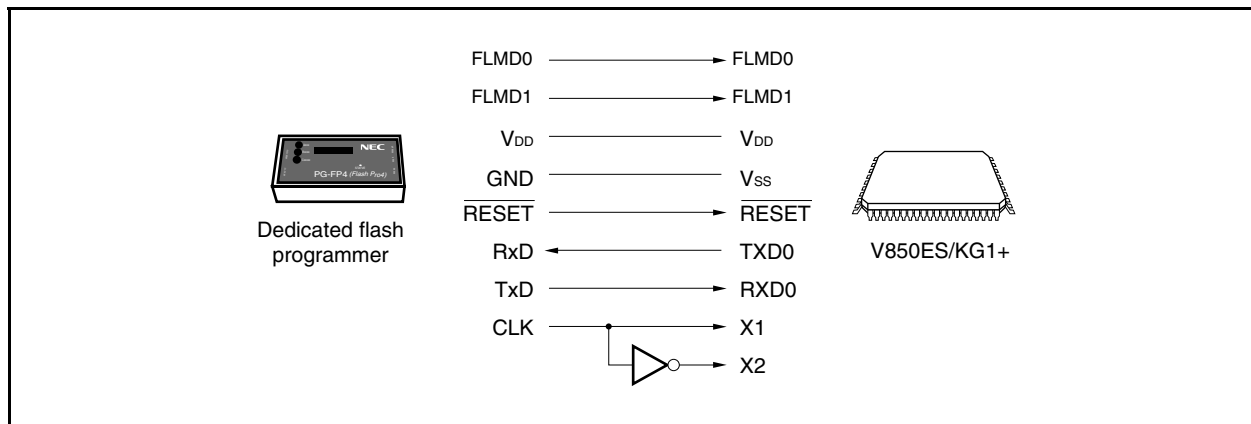 FLMD0 FLMD0
FLMD1 FLMD1
VDD VDD
NEC
PG-FP4 (Flash Pro4)
GND VSS
RESET RESET
Dedicated flash
programmer
RxD TXD0
V850ES/KG1+
TxD RXD0
CLK X1
X2